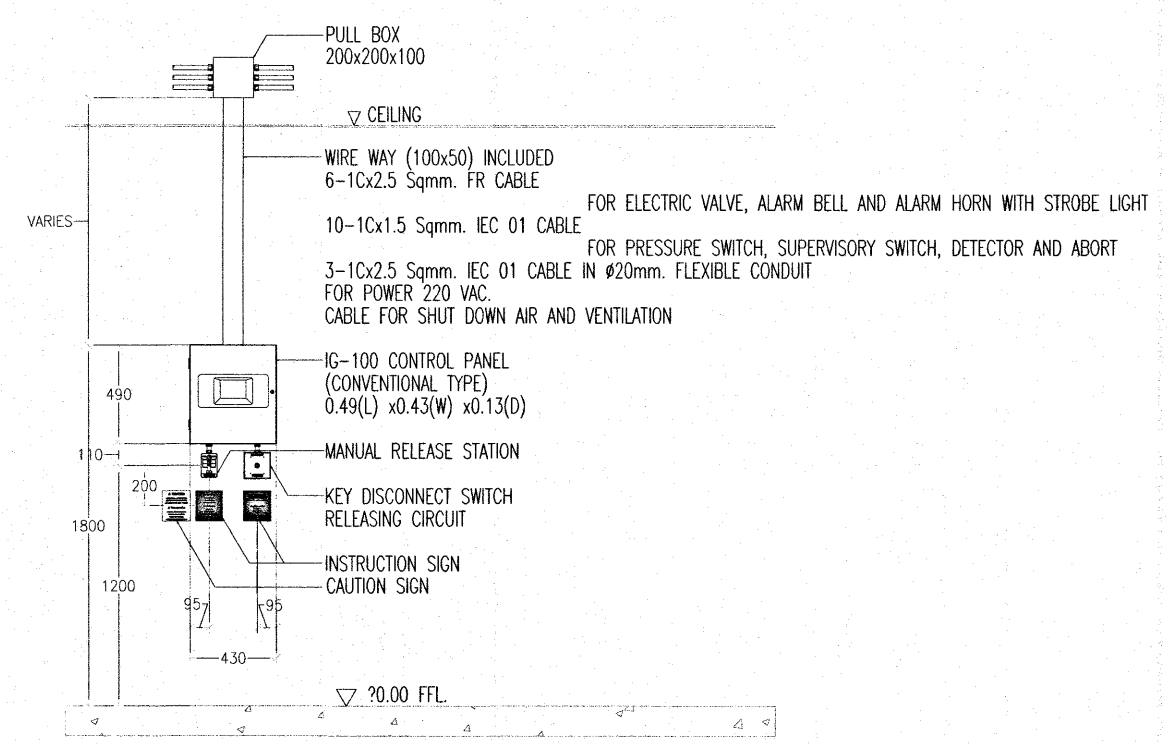 PULL BOX
200x200x100
CEILING
WIRE WAY (100x50) INCLUDED
6-1Cx2.5 Sqmm. FR CABLE
FOR ELECTRIC VALVE, ALARM BELL AND ALARM HORN WITH STROBE LIGHT
VARIES
10-1Cx1.5 Sqmm. IEC 01 CABLE
FOR PRESSURE SWITCH, SUPERVISORY SWITCH, DETECTOR AND ABORT
3-1Cx2.5 Sqmm. IEC 01 CABLE IN ø20mm. FLEXIBLE CONDUIT
FOR POWER 220 VAC.
CABLE FOR SHUT DOWN AIR AND VENTILATION
IG-100 CONTROL PANEL
(CONVENTIONAL TYPE)
490
0.49(L) x0.43(W) x0.13(D)
110
MANUAL RELEASE STATION
200
KEY DISCONNECT SWITCH
RELEASING CIRCUIT
1800
INSTRUCTION SIGN
1200
CAUTION SIGN
95
95
430
?0.00 FFL.